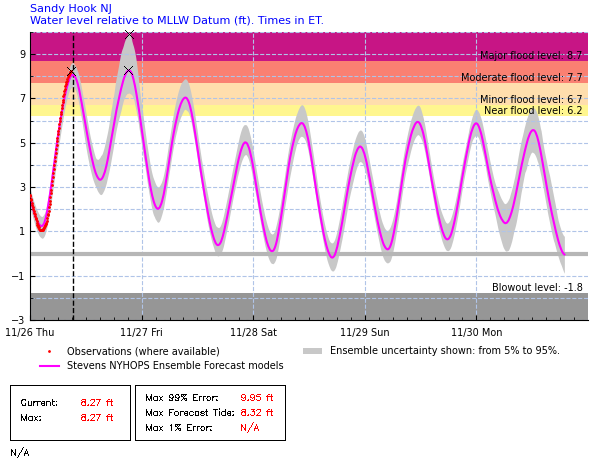 Sandy Hook NJ
Water level relative to MLLW Datum (ft). Times in ET.
9
7
5
3
1
−1
−3
Major flood level: 8.7
Moderate flood level: 7.7
Minor flood level: 6.7
Near flood level: 6.2
Blowout level: -1.8
11/26 Thu 11/27 Fri 11/28 Sat 11/29 Sun 11/30 Mon
Observations (where available)
Stevens NYHOPS Ensemble Forecast models
Ensemble uncertainty shown: from 5% to 95%.
Current: 8.27 ft
Max: 8.27 ft
Max 99% Error: 9.95 ft
Max Forecast Tide: 8.32 ft
Max 1% Error: N/A
N/A